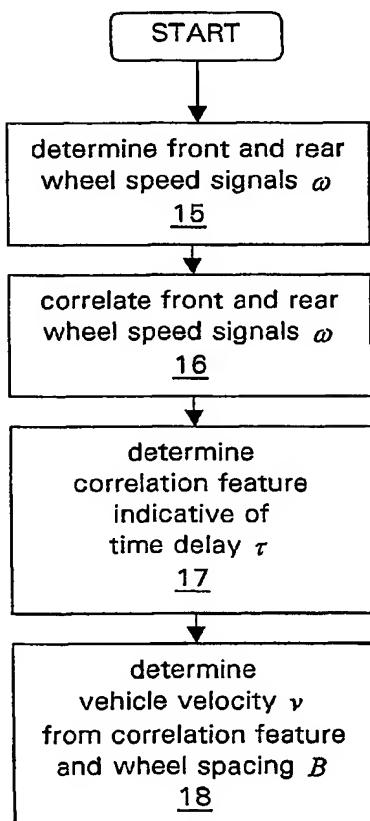 START
determine front and rear
wheel speed signals ω
15
correlate front and rear
wheel speed signals ω
16
determine
correlation feature
indicative of
time delay τ
17
determine
vehicle velocity v
from correlation feature
and wheel spacing B
18